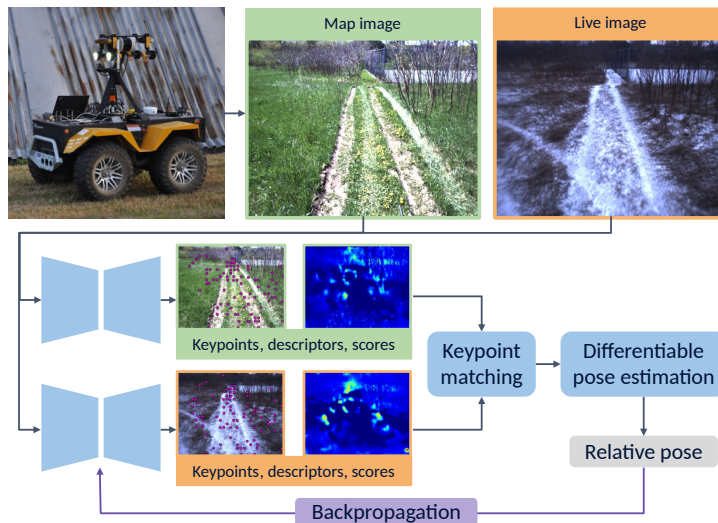 Map image
Live image
Keypoints, descriptors, scores
Keypoint
matching
Differentiable
pose estimation
Keypoints, descriptors, scores
Relative pose
Backpropagation